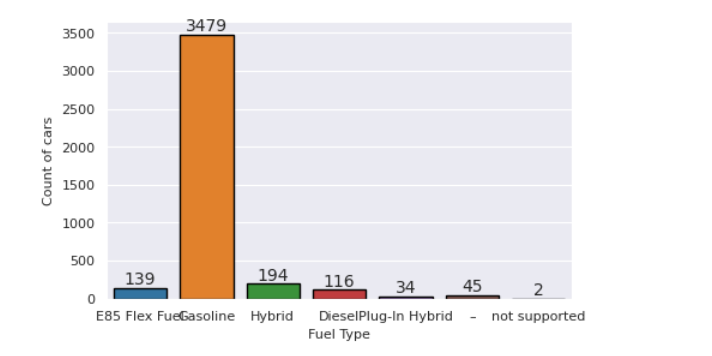 3479
3500
3000
2500
2000
1500
1000
500
0
Count of cars
139
194
116
34
45
2
E85 Flex Fuel
Gasoline
Hybrid
Diesel
Plug-In Hybrid
–
not supported
Fuel Type